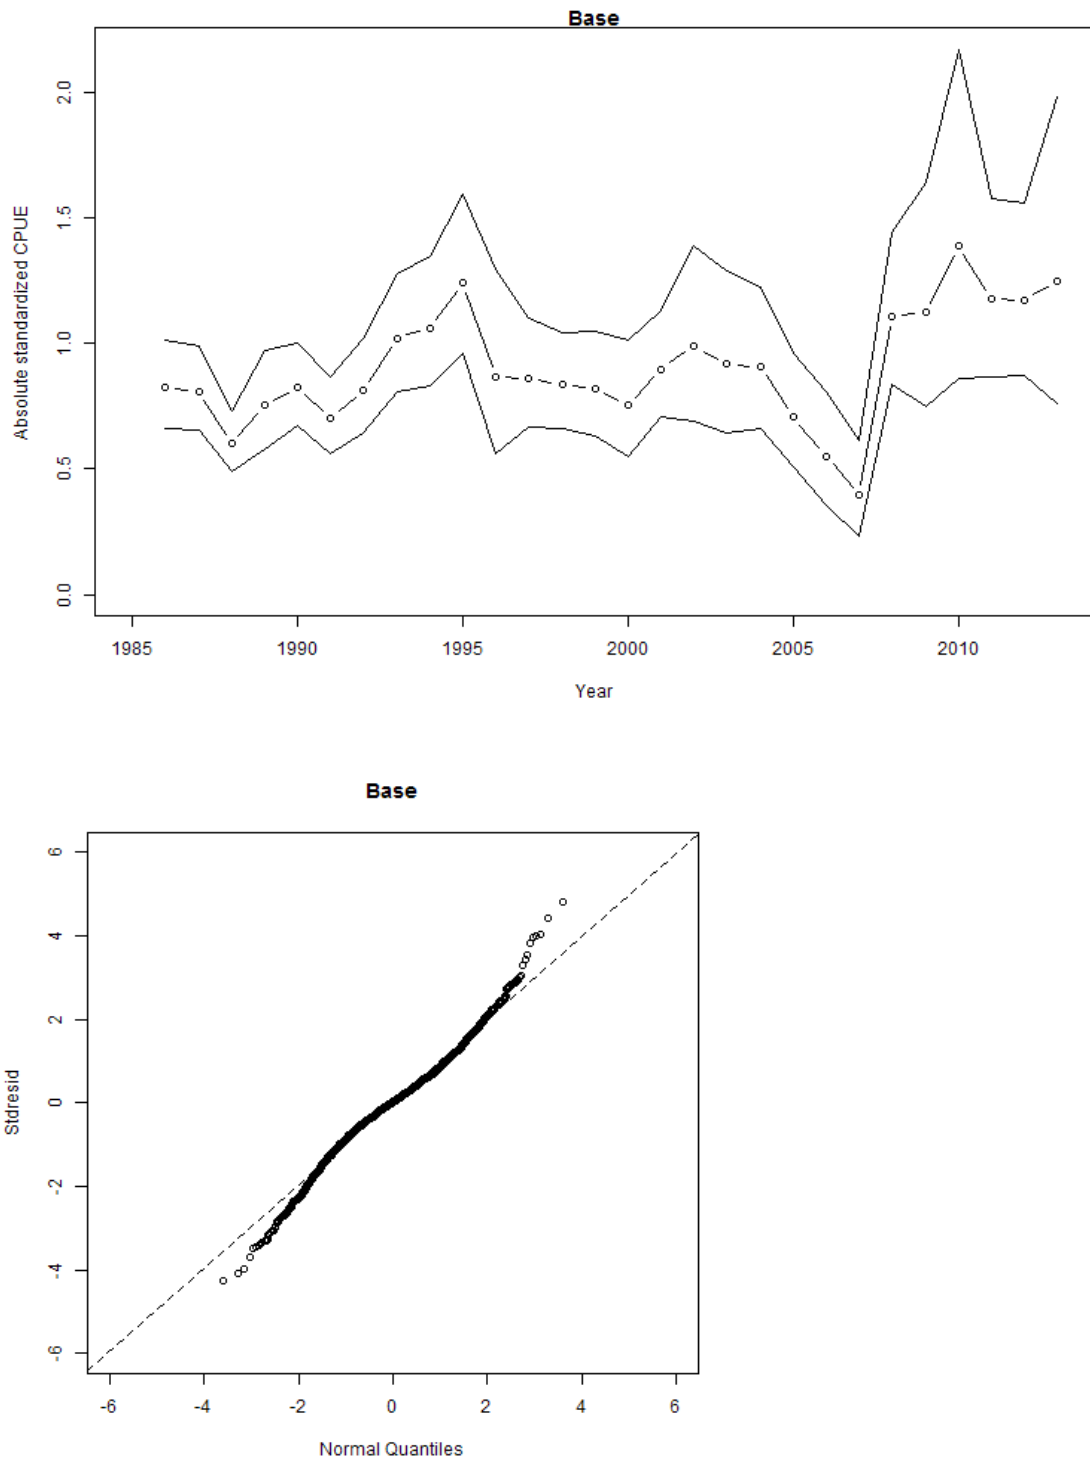 Base
Absolute standardized CPUE
2.0
1.5
1.0
0.5
0.0
1985 1990 1995 2000 2005 2010
Year
Base
Stdresid
6
4
2
0
-2
-4
-6
-6 -4 -2 0 2 4 6
Normal Quantiles